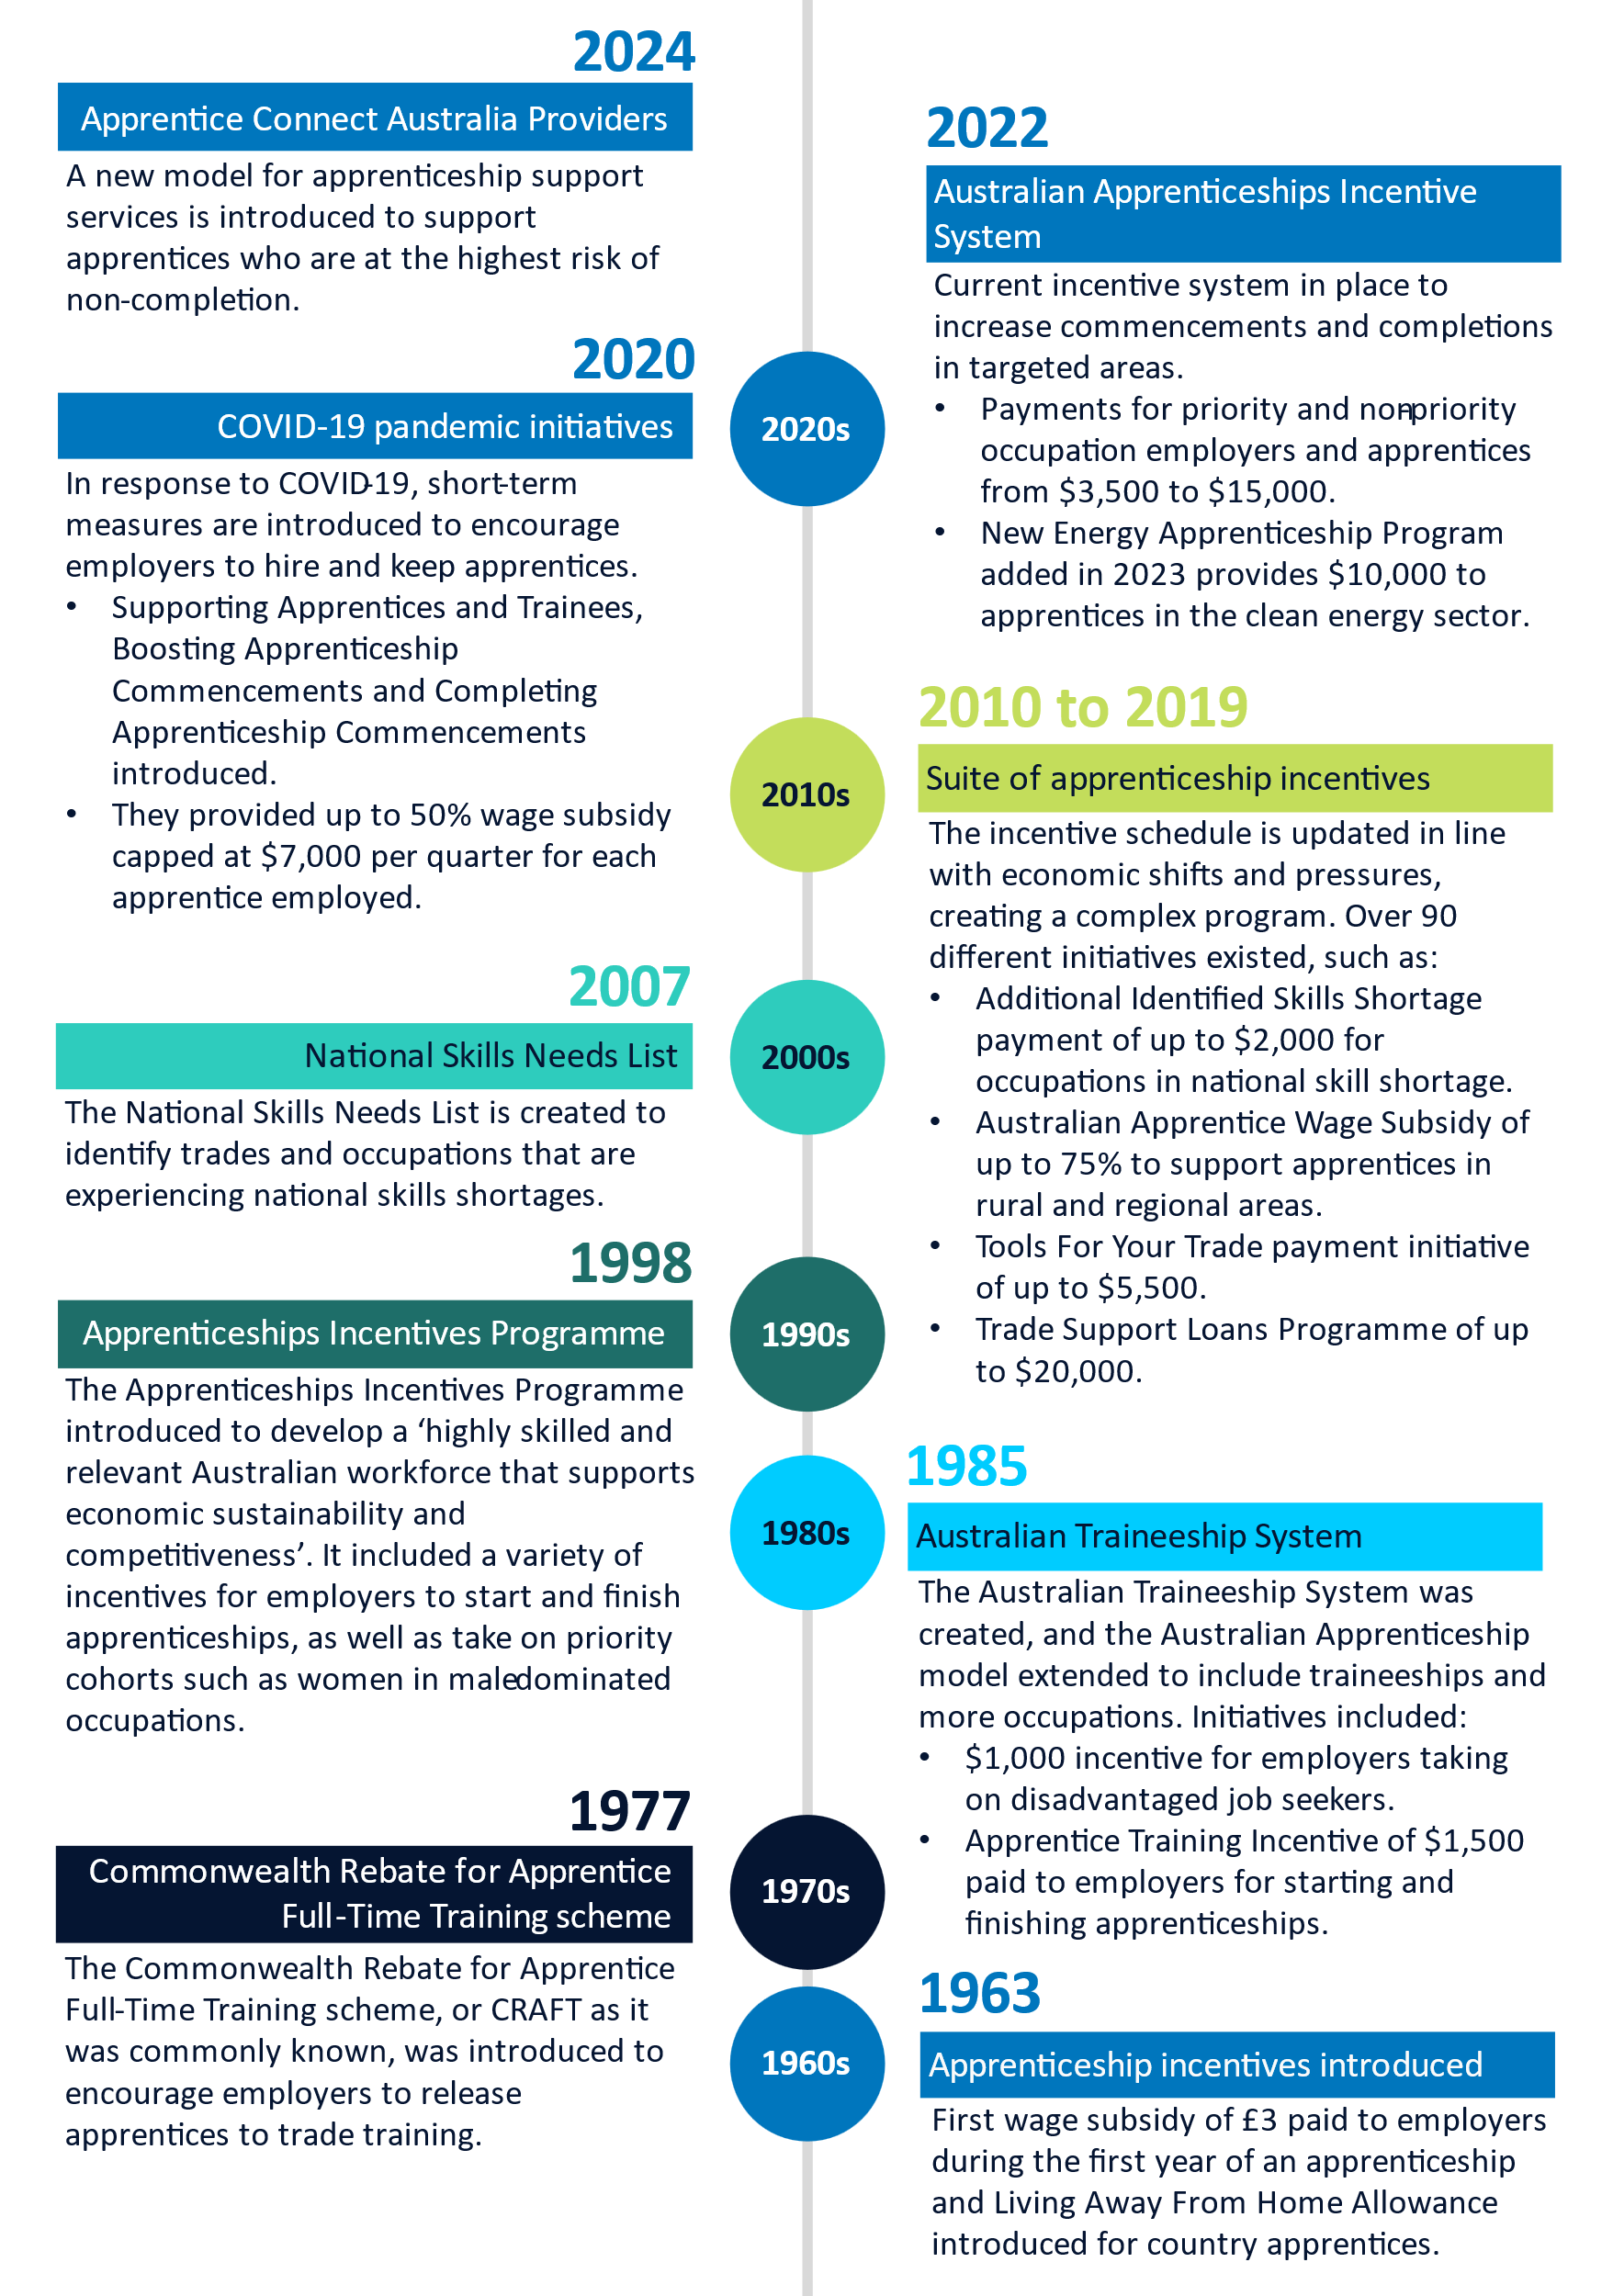 2024
Apprentice Connect Australia Providers
A new model for apprenticeship support
services is introduced to support
apprentices who are at the highest risk of
non-completion.
2022
Australian Apprenticeships Incentive
System
Current incentive system in place to
increase commencements and completions
in targeted areas.
• Payments for priority and non-priority
occupation employers and apprentices
from $3,500 to $15,000.
• New Energy Apprenticeship Program
added in 2023 provides $10,000 to
apprentices in the clean energy sector.
2020
COVID-19 pandemic initiatives
In response to COVID-19, short-term
measures are introduced to encourage
employers to hire and keep apprentices.
• Supporting Apprentices and Trainees,
Boosting Apprenticeship
Commencements and Completing
Apprenticeship Commencements
introduced.
• They provided up to 50% wage subsidy
capped at $7,000 per quarter for each
apprentice employed.
2020s
2010 to 2019
Suite of apprenticeship incentives
The incentive schedule is updated in line
with economic shifts and pressures,
creating a complex program. Over 90
different initiatives existed, such as:
• Additional Identified Skills Shortage
payment of up to $2,000 for
occupations in national skill shortage.
• Australian Apprentice Wage Subsidy of
up to 75% to support apprentices in
rural and regional areas.
• Tools For Your Trade payment initiative
of up to $5,500.
• Trade Support Loans Programme of up
to $20,000.
2010s
2007
National Skills Needs List
The National Skills Needs List is created to
identify trades and occupations that are
experiencing national skills shortages.
2000s
1998
Apprenticeships Incentives Programme
The Apprenticeships Incentives Programme
introduced to develop a ‘highly skilled and
relevant Australian workforce that supports
economic sustainability and
competitiveness’. It included a variety of
incentives for employers to start and finish
apprenticeships, as well as take on priority
cohorts such as women in male-dominated
occupations.
1990s
1985
Australian Traineeship System
The Australian Traineeship System was
created, and the Australian Apprenticeship
model extended to include traineeships and
more occupations. Initiatives included:
• $1,000 incentive for employers taking
on disadvantaged job seekers.
• Apprentice Training Incentive of $1,500
paid to employers for starting and
finishing apprenticeships.
1980s
1977
Commonwealth Rebate for Apprentice
Full-Time Training scheme
The Commonwealth Rebate for Apprentice
Full-Time Training scheme, or CRAFT as it
was commonly known, was introduced to
encourage employers to release
apprentices to trade training.
1970s
1963
Apprenticeship incentives introduced
First wage subsidy of £3 paid to employers
during the first year of an apprenticeship
and Living Away From Home Allowance
introduced for country apprentices.
1960s